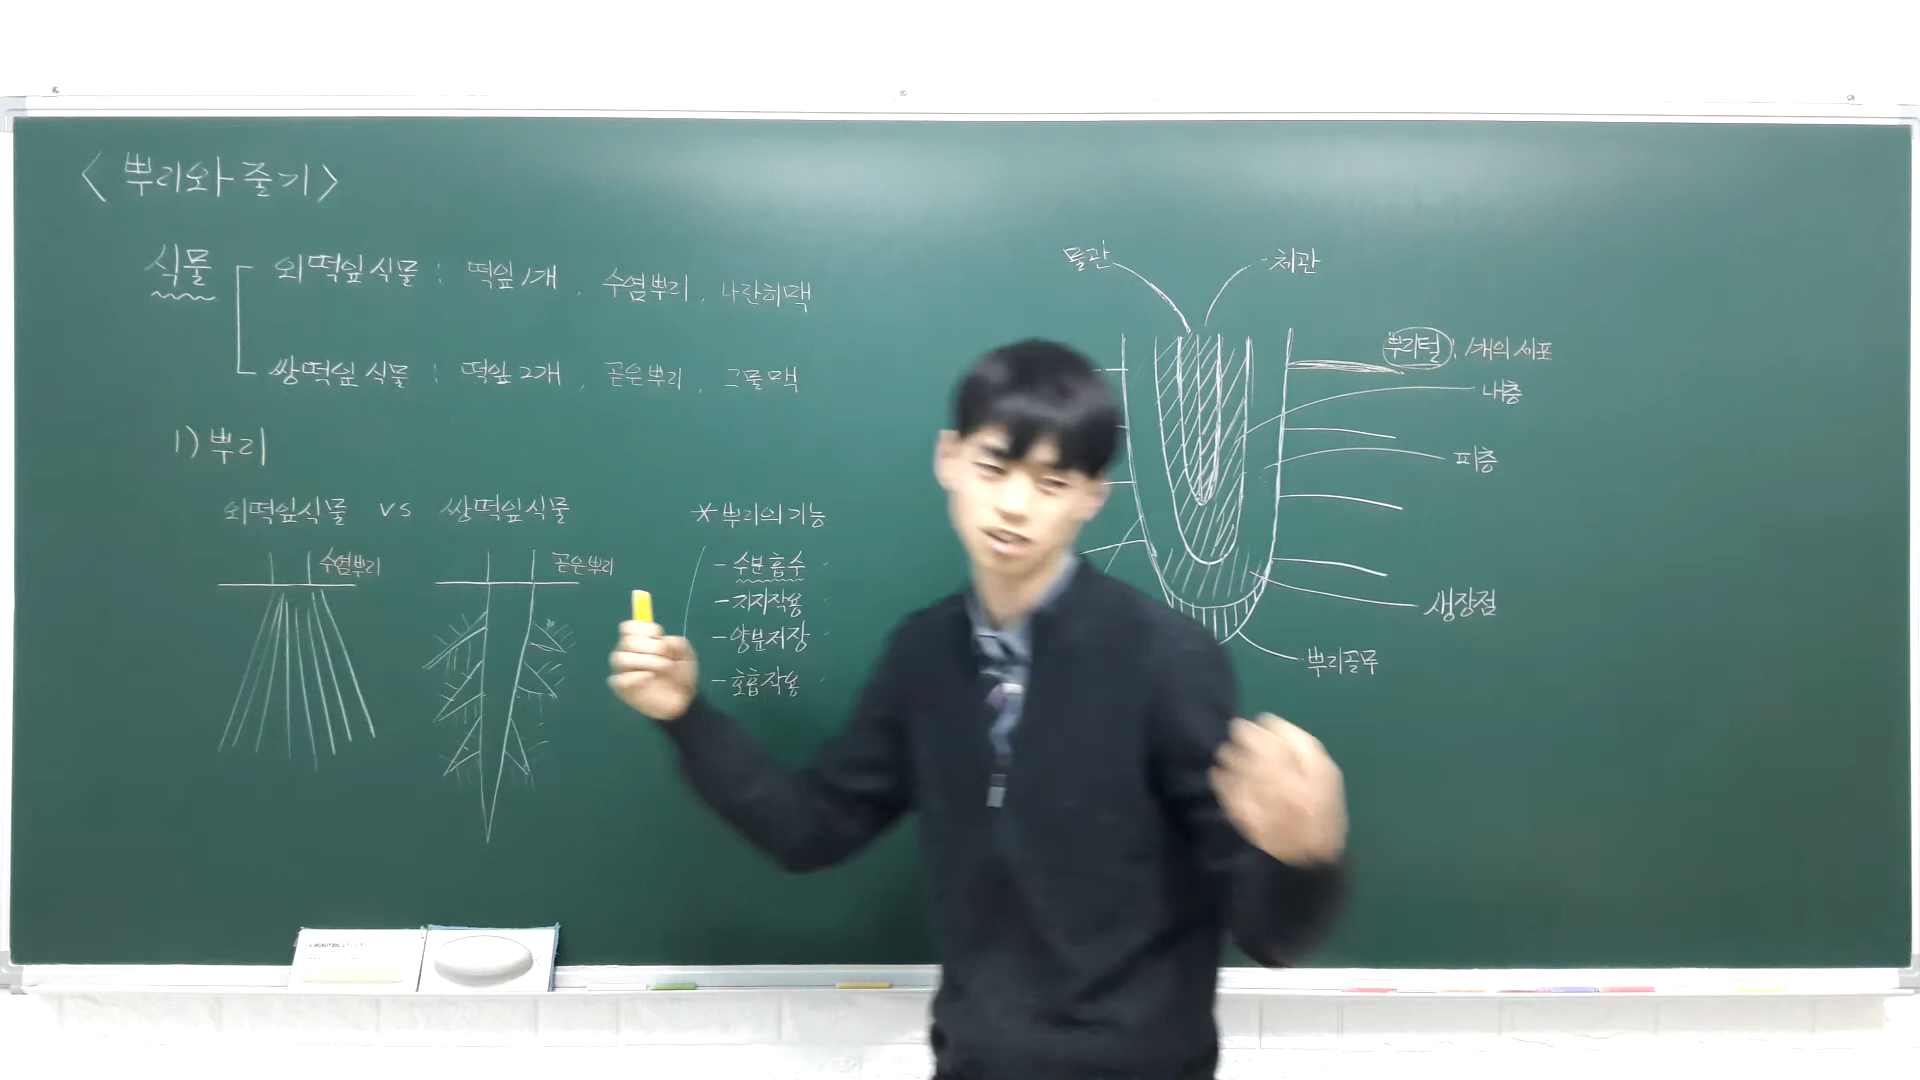 <뿌리와 줄기>
식물
외떡잎식물 : 떡잎1개, 수염뿌리, 나란히맥
쌍떡잎식물 : 떡잎2개, 곧은뿌리, 그물맥
1) 뿌리
외떡잎식물 vs 쌍떡잎식물
수염뿌리
곧은뿌리
*뿌리의 기능
- 수분흡수
- 지지작용
- 양분저장
- 호흡작용
물관
체관
뿌리털 : 1개의 세포
내층
피층
생장점
뿌리골무